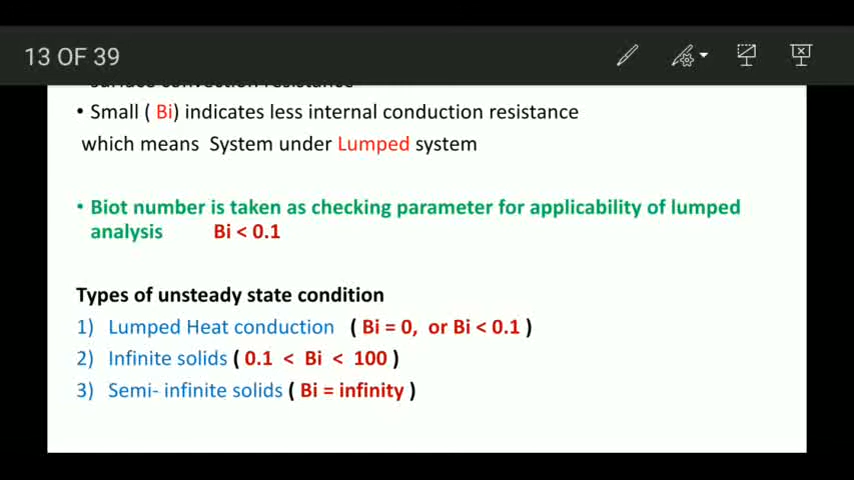 13 OF 39
surface convection resistance
• Small ( Bi) indicates less internal conduction resistance
which means System under Lumped system
• Biot number is taken as checking parameter for applicability of lumped
analysis Bi < 0.1
Types of unsteady state condition
1) Lumped Heat conduction ( Bi = 0, or Bi < 0.1 )
2) Infinite solids ( 0.1 < Bi < 100 )
3) Semi- infinite solids ( Bi = infinity )